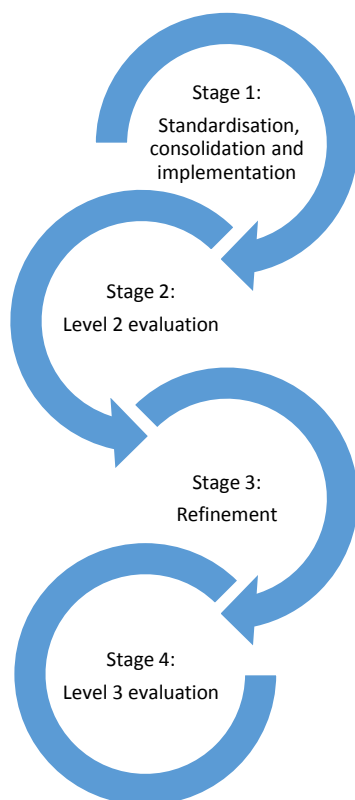 Stage 1:
Standardisation,
consolidation and
implementation
Stage 2:
Level 2 evaluation
Stage 3:
Refinement
Stage 4:
Level 3 evaluation